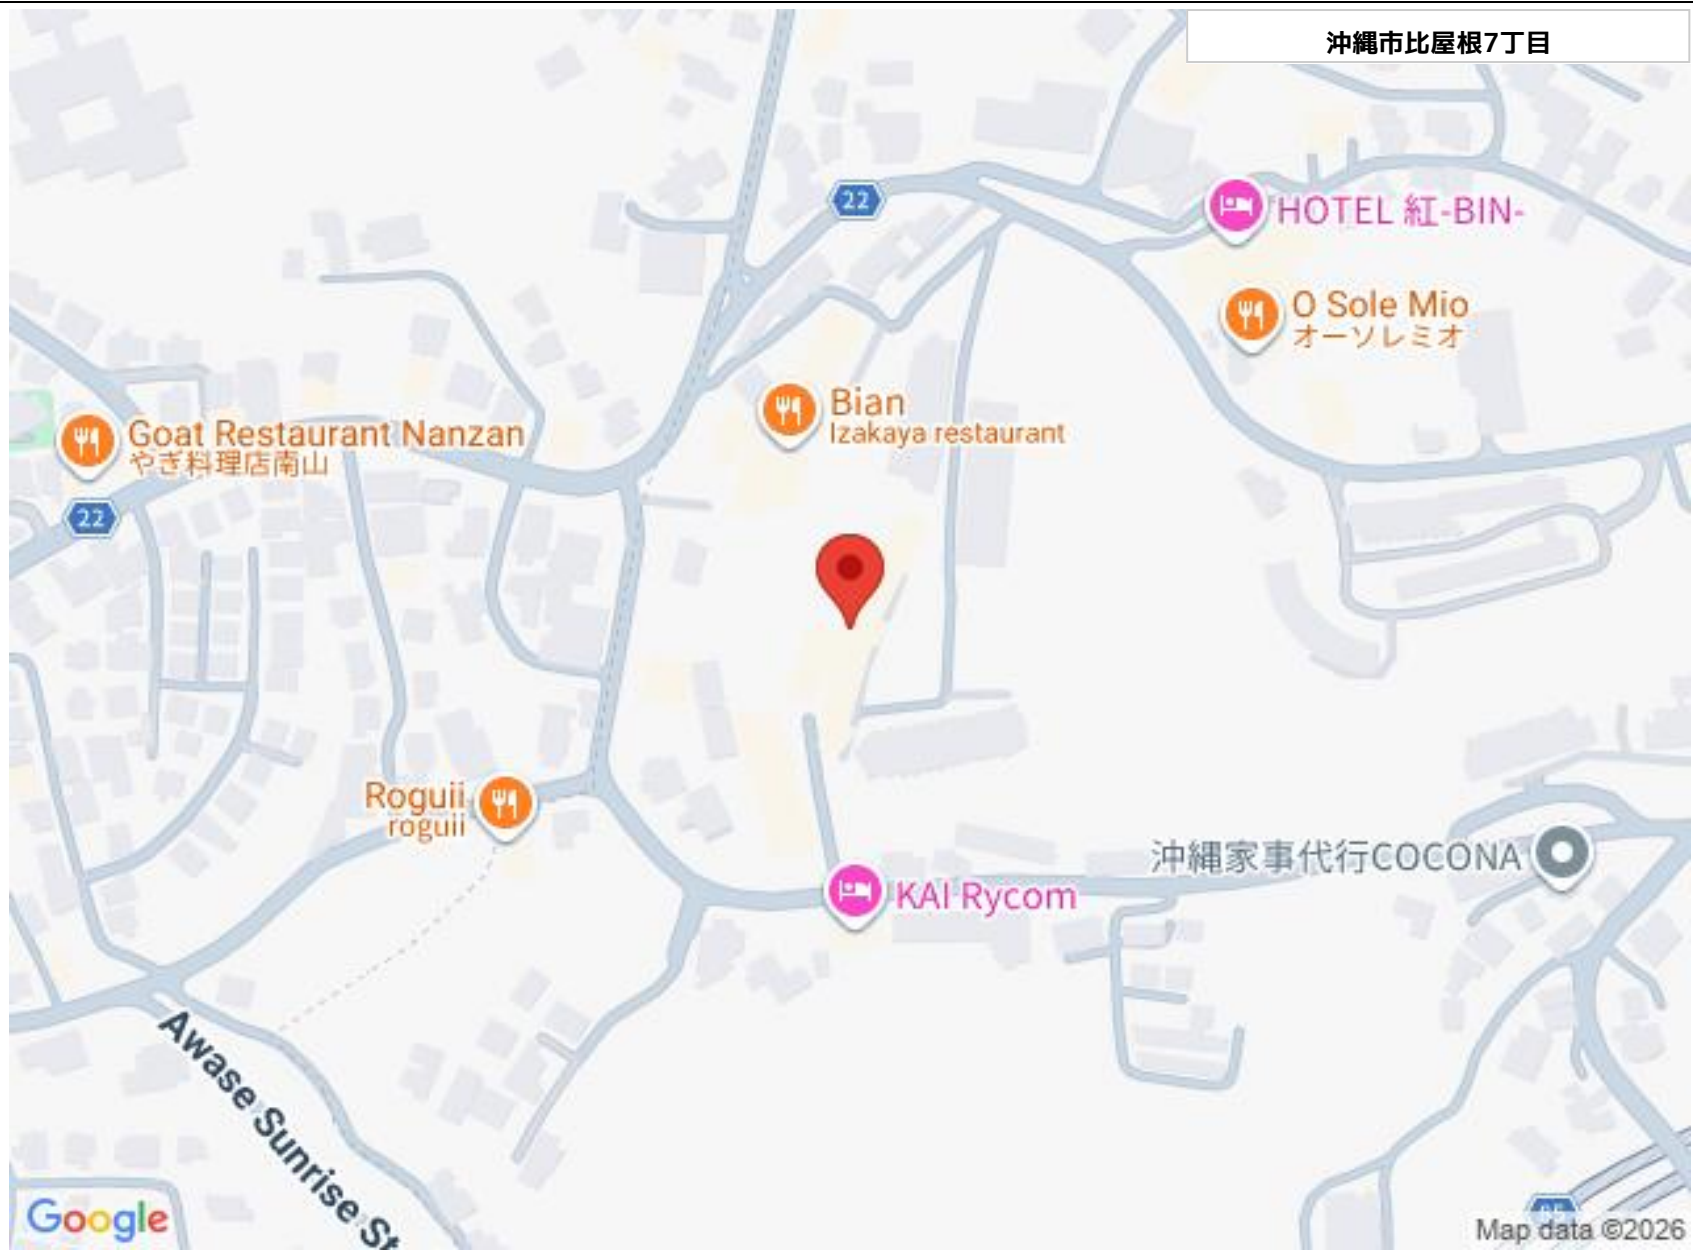 沖縄市比屋根7丁目
22
HOTEL 紅-BIN-
O Sole Mio
オーソレミオ
Bian
Izakaya restaurant
Goat Restaurant Nanzan
やぎ料理店南山
22
Roguii
roguii
沖縄家事代行COCONA
KAI Rycom
Awase Sunrise St
Google
Map data ©2026